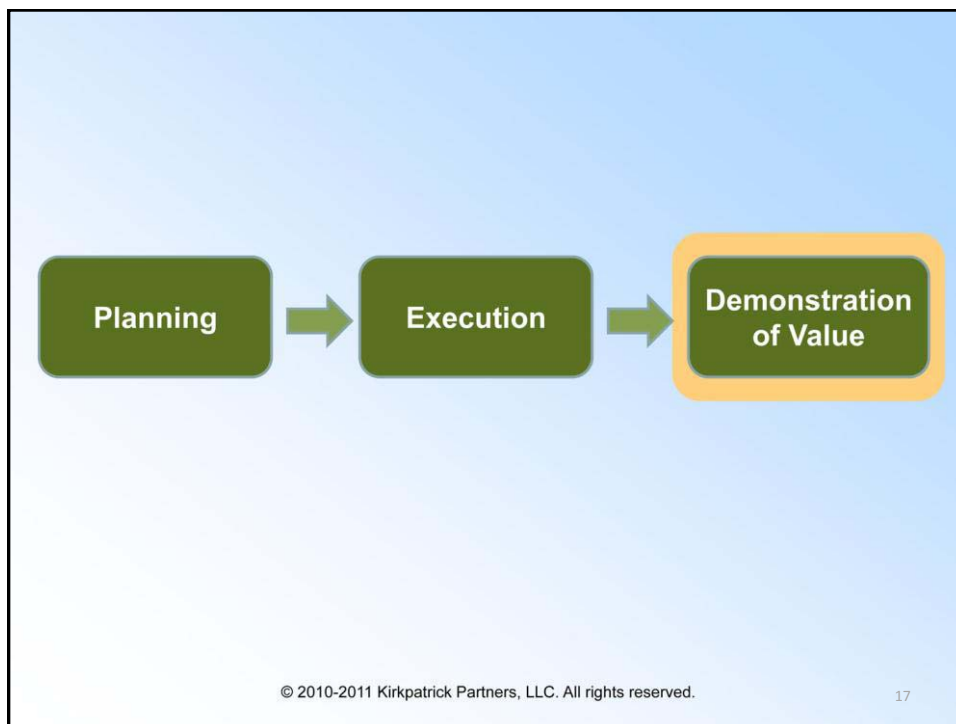 Planning
Execution
Demonstration
of Value
© 2010-2011 Kirkpatrick Partners, LLC. All rights reserved.
17